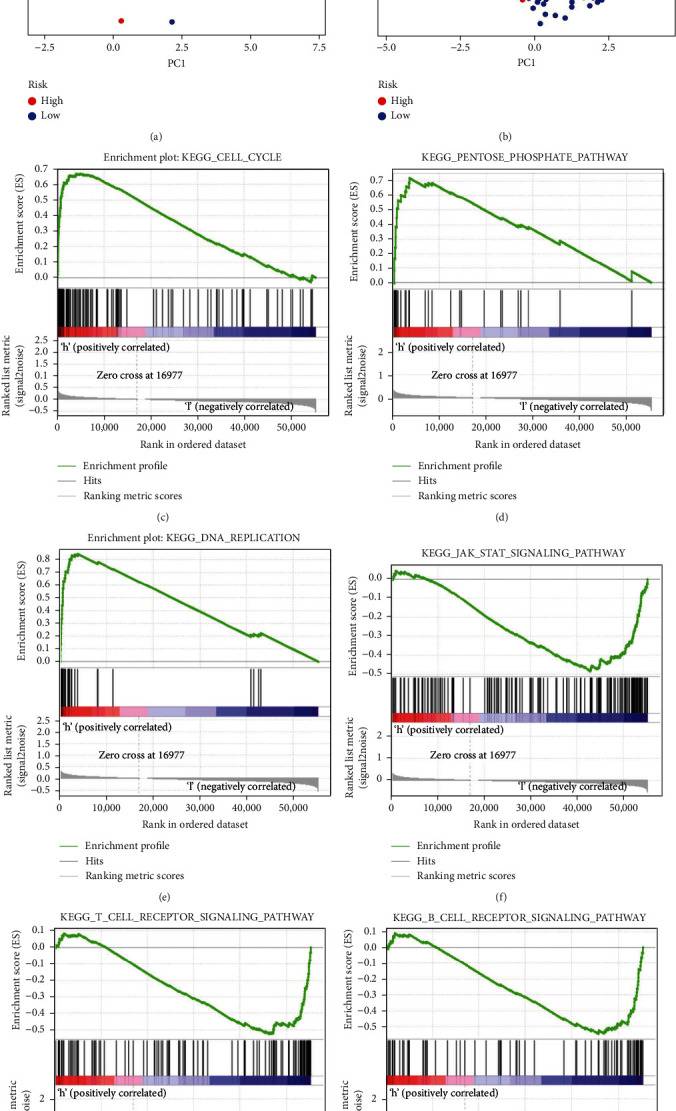 −2.5 0.0 2.5 5.0 7.5
PC1
Risk
High
Low
(a)
−5.0 −2.5 0.0 2.5
PC1
Risk
High
Low
(b)
Enrichment plot: KEGG_CELL_CYCLE
Enrichment score (ES)
0.7
0.6
0.5
0.4
0.3
0.2
0.1
0.0
Ranked list metric
(signal2noise)
2.5
2.0
1.5
1.0
0.5
0.0
−0.5
'h' (positively correlated)
Zero cross at 16977
'l' (negatively correlated)
0 10,000 20,000 30,000 40,000 50,000
Rank in ordered dataset
Enrichment profile
Hits
Ranking metric scores
(c)
KEGG_PENTOSE_PHOSPHATE_PATHWAY
Enrichment score (ES)
0.7
0.6
0.5
0.4
0.3
0.2
0.1
0.0
Ranked list metric
(signal2noise)
2
1
0
'h' (positively correlated)
Zero cross at 16977
'l' (negatively correlated)
0 10,000 20,000 30,000 40,000 50,000
Rank in ordered dataset
Enrichment profile
Hits
Ranking metric scores
(d)
Enrichment plot: KEGG_DNA_REPLICATION
Enrichment score (ES)
0.8
0.7
0.6
0.5
0.4
0.3
0.2
0.1
0.0
Ranked list metric
(signal2noise)
2.5
2.0
1.5
1.0
0.5
0.0
−0.5
'h' (positively correlated)
Zero cross at 16977
'l' (negatively correlated)
0 10,000 20,000 30,000 40,000 50,000
Rank in ordered dataset
Enrichment profile
Hits
Ranking metric scores
(e)
KEGG_JAK_STAT_SIGNALING_PATHWAY
Enrichment score (ES)
0.0
−0.1
−0.2
−0.3
−0.4
−0.5
Ranked list metric
(signal2noise)
2
1
0
'h' (positively correlated)
Zero cross at 16977
'l' (negatively correlated)
0 10,000 20,000 30,000 40,000 50,000
Rank in ordered dataset
Enrichment profile
Hits
Ranking metric scores
(f)
KEGG_T_CELL_RECEPTOR_SIGNALING_PATHWAY
Enrichment score (ES)
0.1
0.0
−0.1
−0.2
−0.3
−0.4
−0.5
metric
noise)
2
'h' (positively correlated)
KEGG_B_CELL_RECEPTOR_SIGNALING_PATHWAY
Enrichment score (ES)
0.1
0.0
−0.1
−0.2
−0.3
−0.4
−0.5
metric
noise)
2
'h' (positively correlated)